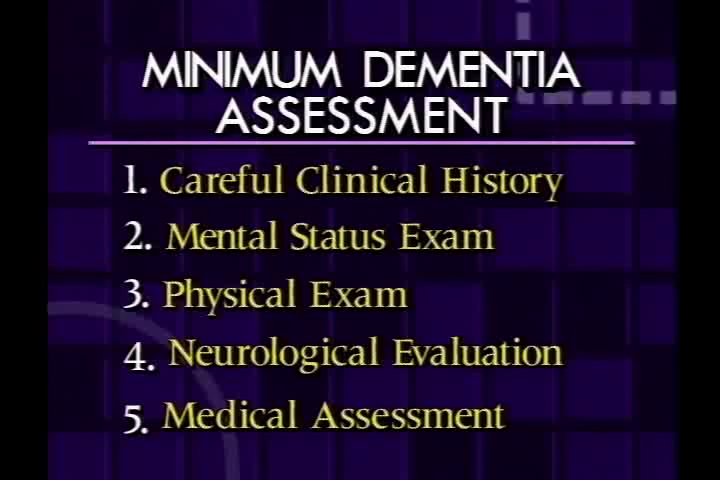 MINIMUM DEMENTIA
ASSESSMENT
1. Careful Clinical History
2. Mental Status Exam
3. Physical Exam
4. Neurological Evaluation
5. Medical Assessment